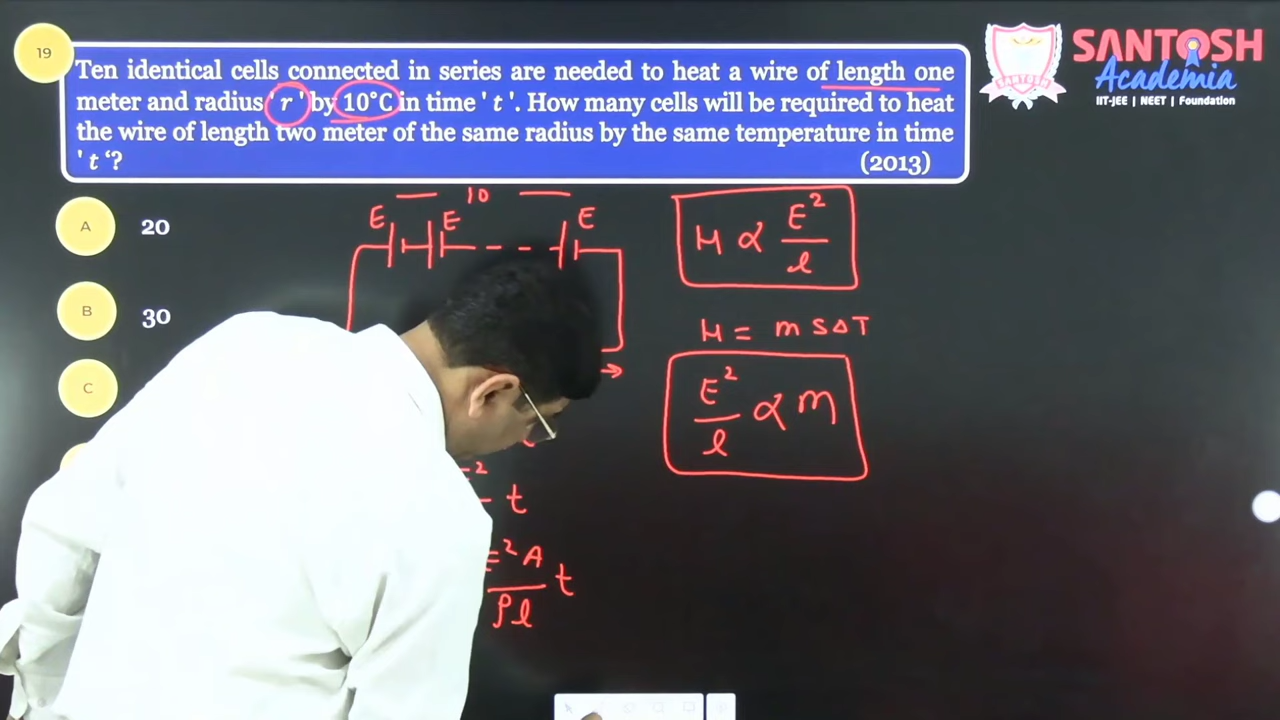 19
Ten identical cells connected in series are needed to heat a wire of length one
meter and radius ' r ' by 10°C in time ' t '. How many cells will be required to heat
the wire of length two meter of the same radius by the same temperature in time
' t '?
(2013)
SANTOSH
Academia
IIT-JEE | NEET | Foundation
SANTOSH
A 20
B 30
C
10
E E E
H ∝ E²/l
H = m S Δ T
E²/l ∝ m
² t
E² A / ρ l t